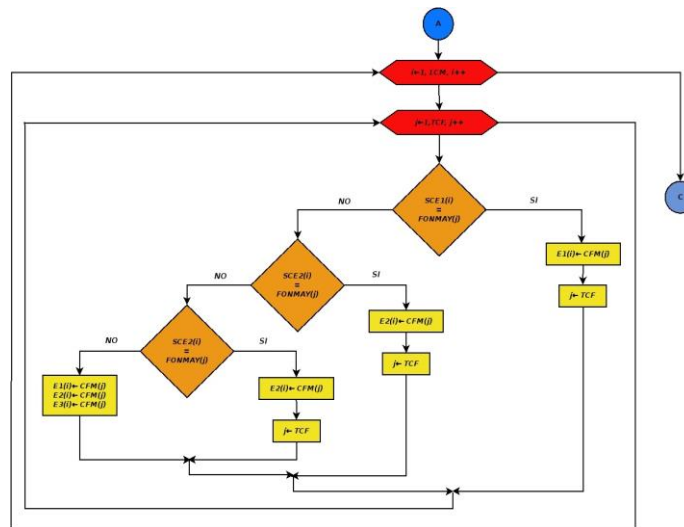 A
i←1, LCM, i++
j←1,TCF, j++
C
SCE1(i)
=
FONMAY(j)
NO
SI
SCE2(i)
=
FONMAY(j)
E1(i)←CFM(j)
j←TCF
NO
SI
SCE2(i)
=
FONMAY(j)
E2(i)←CFM(j)
j←TCF
NO
SI
E1(i)←CFM(j)
E2(i)←CFM(j)
E3(i)←CFM(j)
E2(i)←CFM(j)
j←TCF